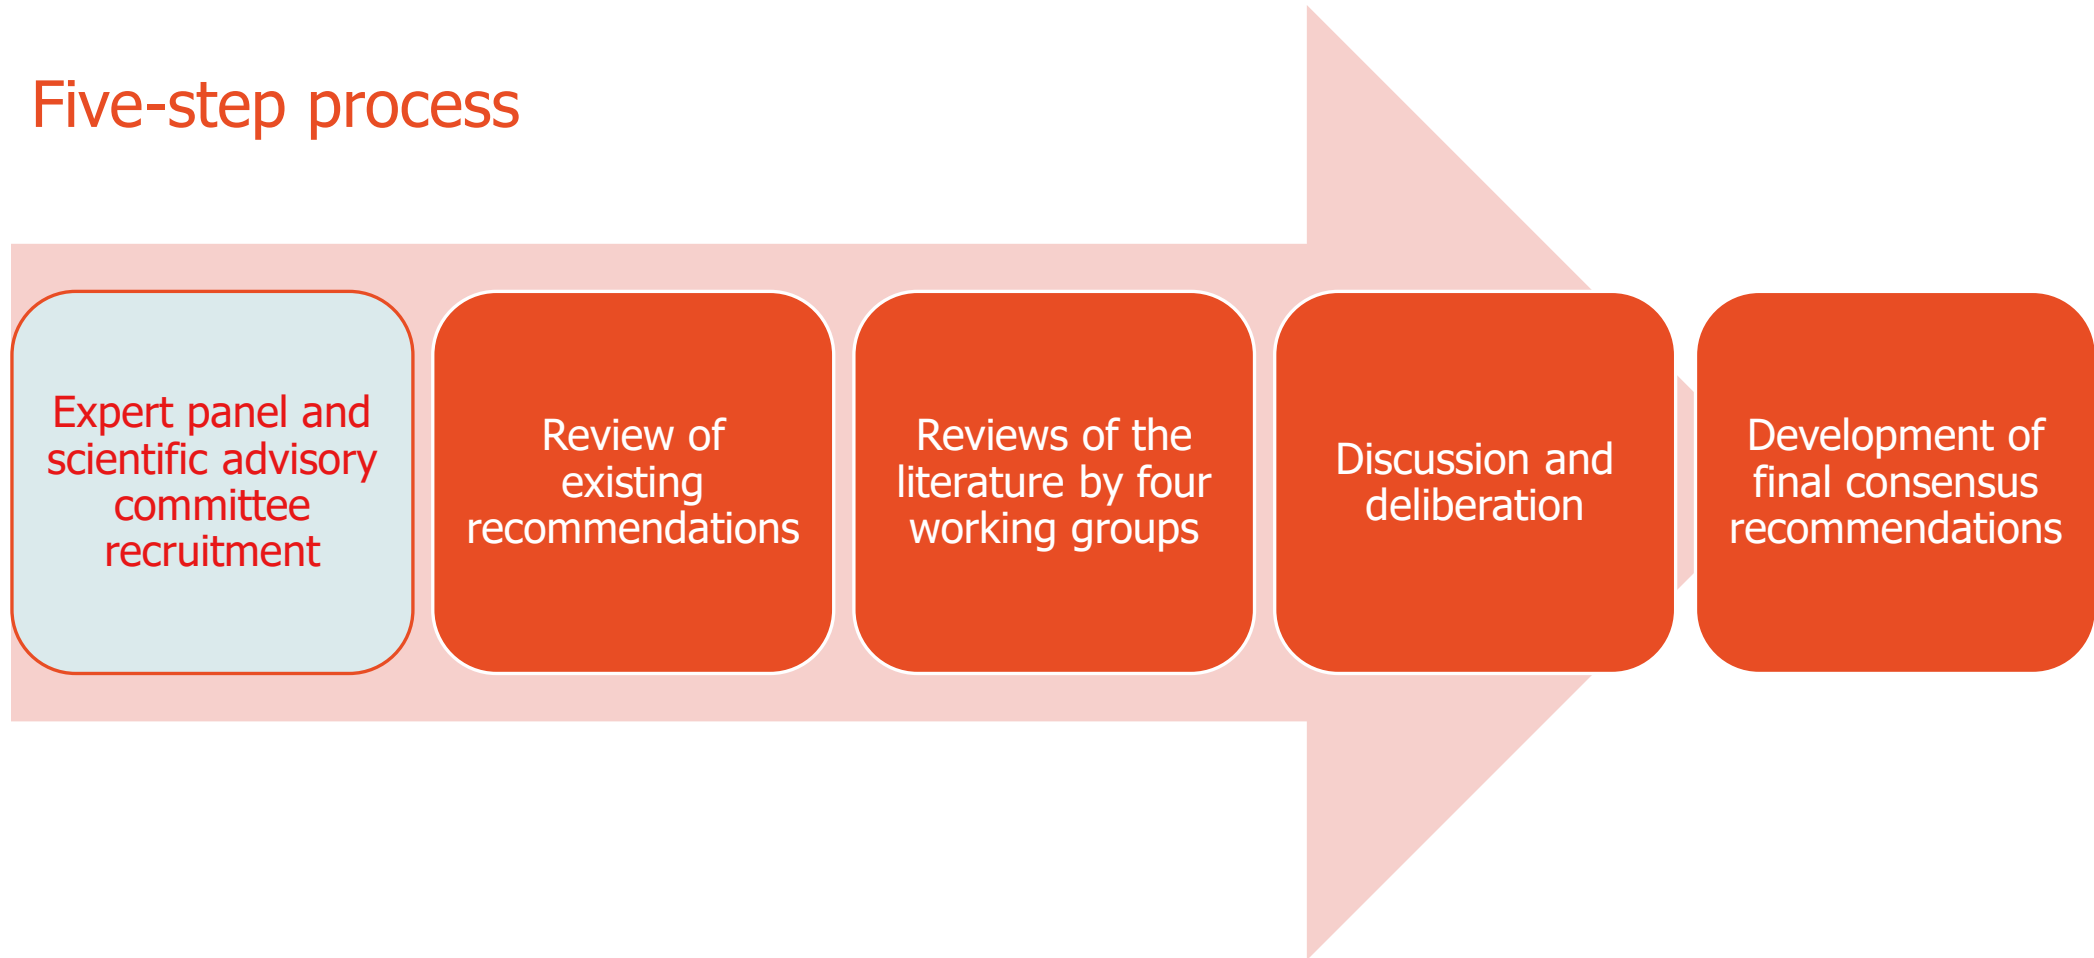 Five-step process
Expert panel and
scientific advisory
committee
recruitment
Review of
existing
recommendations
Reviews of the
literature by four
working groups
Discussion and
deliberation
Development of
final consensus
recommendations